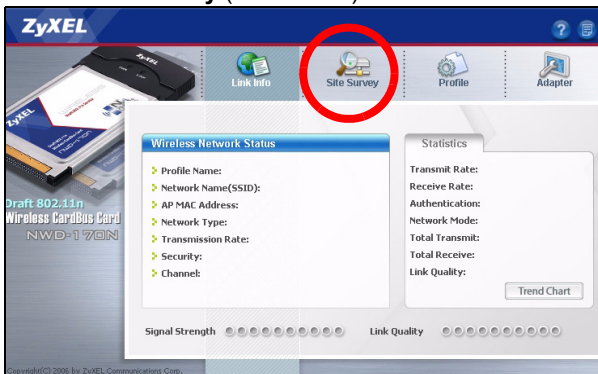 ZyXEL
Link Info
Site Survey
Profile
Adapter
ZyXEL
Draft 802.11n
Wireless CardBus Card
NWD-170N
Wireless Network Status
Profile Name:
Network Name(SSID):
AP MAC Address:
Network Type:
Transmission Rate:
Security:
Channel:
Statistics
Transmit Rate:
Receive Rate:
Authentication:
Network Mode:
Total Transmit:
Total Receive:
Link Quality:
Trend Chart
Signal Strength
Link Quality
Copyright(C) 2006 by ZyXEL Communications Corp.